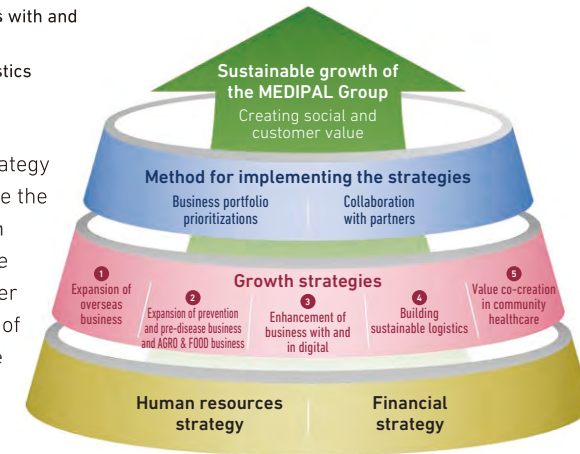 s with and
stics
ategy
e the
n
e
er
of
e
Sustainable growth of
the MEDIPAL Group
Creating social and
customer value
Method for implementing the strategies
Business portfolio
prioritizations
Collaboration
with partners
Growth strategies
1
Expansion of
overseas
business
2
Expansion of prevention
and pre-disease business
and AGRO & FOOD business
3
Enhancement of
business with and
in digital
4
Building
sustainable logistics
5
Value co-creation
in community
healthcare
Human resources
strategy
Financial
strategy